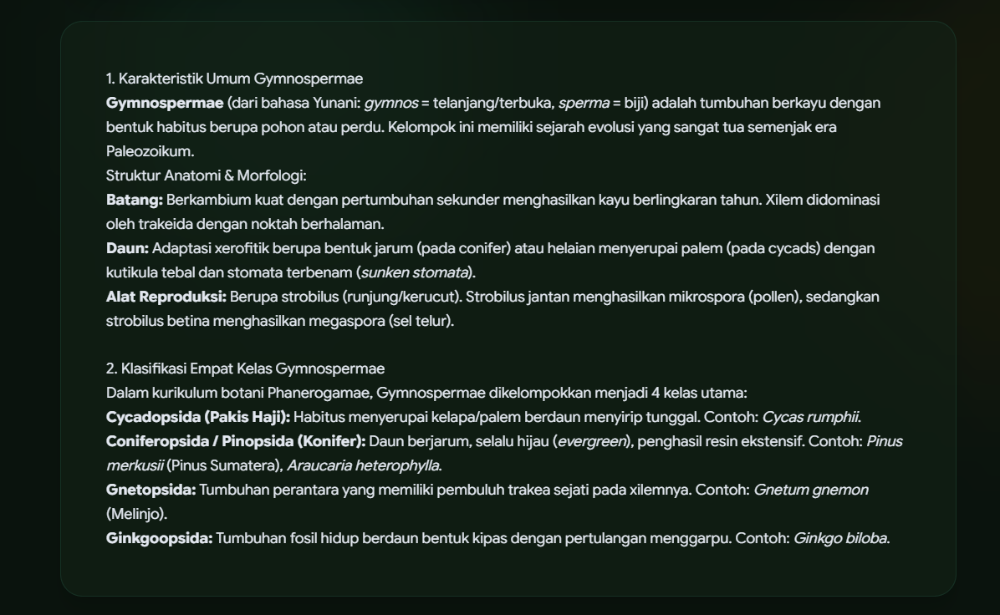 1. Karakteristik Umum Gymnospermae
Gymnospermae (dari bahasa Yunani: gymnos = telanjang/terbuka, sperma = biji) adalah tumbuhan berkayu dengan
bentuk habitus berupa pohon atau perdu. Kelompok ini memiliki sejarah evolusi yang sangat tua semenjak era
Paleozoikum.
Struktur Anatomi & Morfologi:
Batang: Berkambium kuat dengan pertumbuhan sekunder menghasilkan kayu berlingkaran tahun. Xilem didominasi
oleh trakeida dengan noktah berhalaman.
Daun: Adaptasi xerofitik berupa bentuk jarum (pada conifer) atau helaian menyerupai palem (pada cycads) dengan
kutikula tebal dan stomata terbenam (sunken stomata).
Alat Reproduksi: Berupa strobilus (runjung/kerucut). Strobilus jantan menghasilkan mikrospora (pollen), sedangkan
strobilus betina menghasilkan megaspora (sel telur).
2. Klasifikasi Empat Kelas Gymnospermae
Dalam kurikulum botani Phanerogamae, Gymnospermae dikelompokkan menjadi 4 kelas utama:
Cycadopsida (Pakis Haji): Habitus menyerupai kelapa/palem berdaun menyirip tunggal. Contoh: Cycas rumphii.
Coniferopsida / Pinopsida (Konifer): Daun berjarum, selalu hijau (evergreen), penghasil resin ekstensif. Contoh: Pinus
merkusii (Pinus Sumatera), Araucaria heterophylla.
Gnetopsida: Tumbuhan perantara yang memiliki pembuluh trakea sejati pada xilemnya. Contoh: Gnetum gnemon
(Melinjo).
Ginkgoopsida: Tumbuhan fosil hidup berdaun bentuk kipas dengan pertulangan menggarpu. Contoh: Ginkgo biloba.